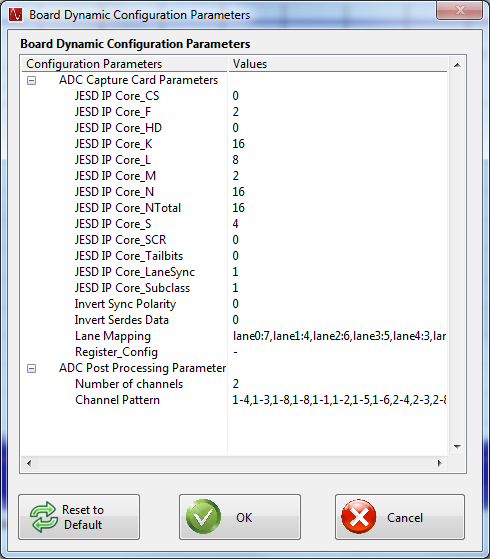 Board Dynamic Configuration Parameters
Board Dynamic Configuration Parameters
Configuration Parameters Values
ADC Capture Card Parameters
JESD IP Core_CS 0
JESD IP Core_F 2
JESD IP Core_HD 0
JESD IP Core_K 16
JESD IP Core_L 8
JESD IP Core_M 2
JESD IP Core_N 16
JESD IP Core_NTotal 16
JESD IP Core_S 4
JESD IP Core_SCR 0
JESD IP Core_Tailbits 0
JESD IP Core_LaneSync 1
JESD IP Core_Subclass 1
Invert Sync Polarity 0
Invert Serdes Data 0
Lane Mapping lane0:7,lane1:4,lane2:6,lane3:5,lane4:3,lar
Register_Config -
ADC Post Processing Parameter
Number of channels 2
Channel Pattern 1-4,1-3,1-8,1-8,1-1,1-2,1-5,1-6,2-4,2-3,2-8
Reset to
Default
OK
Cancel